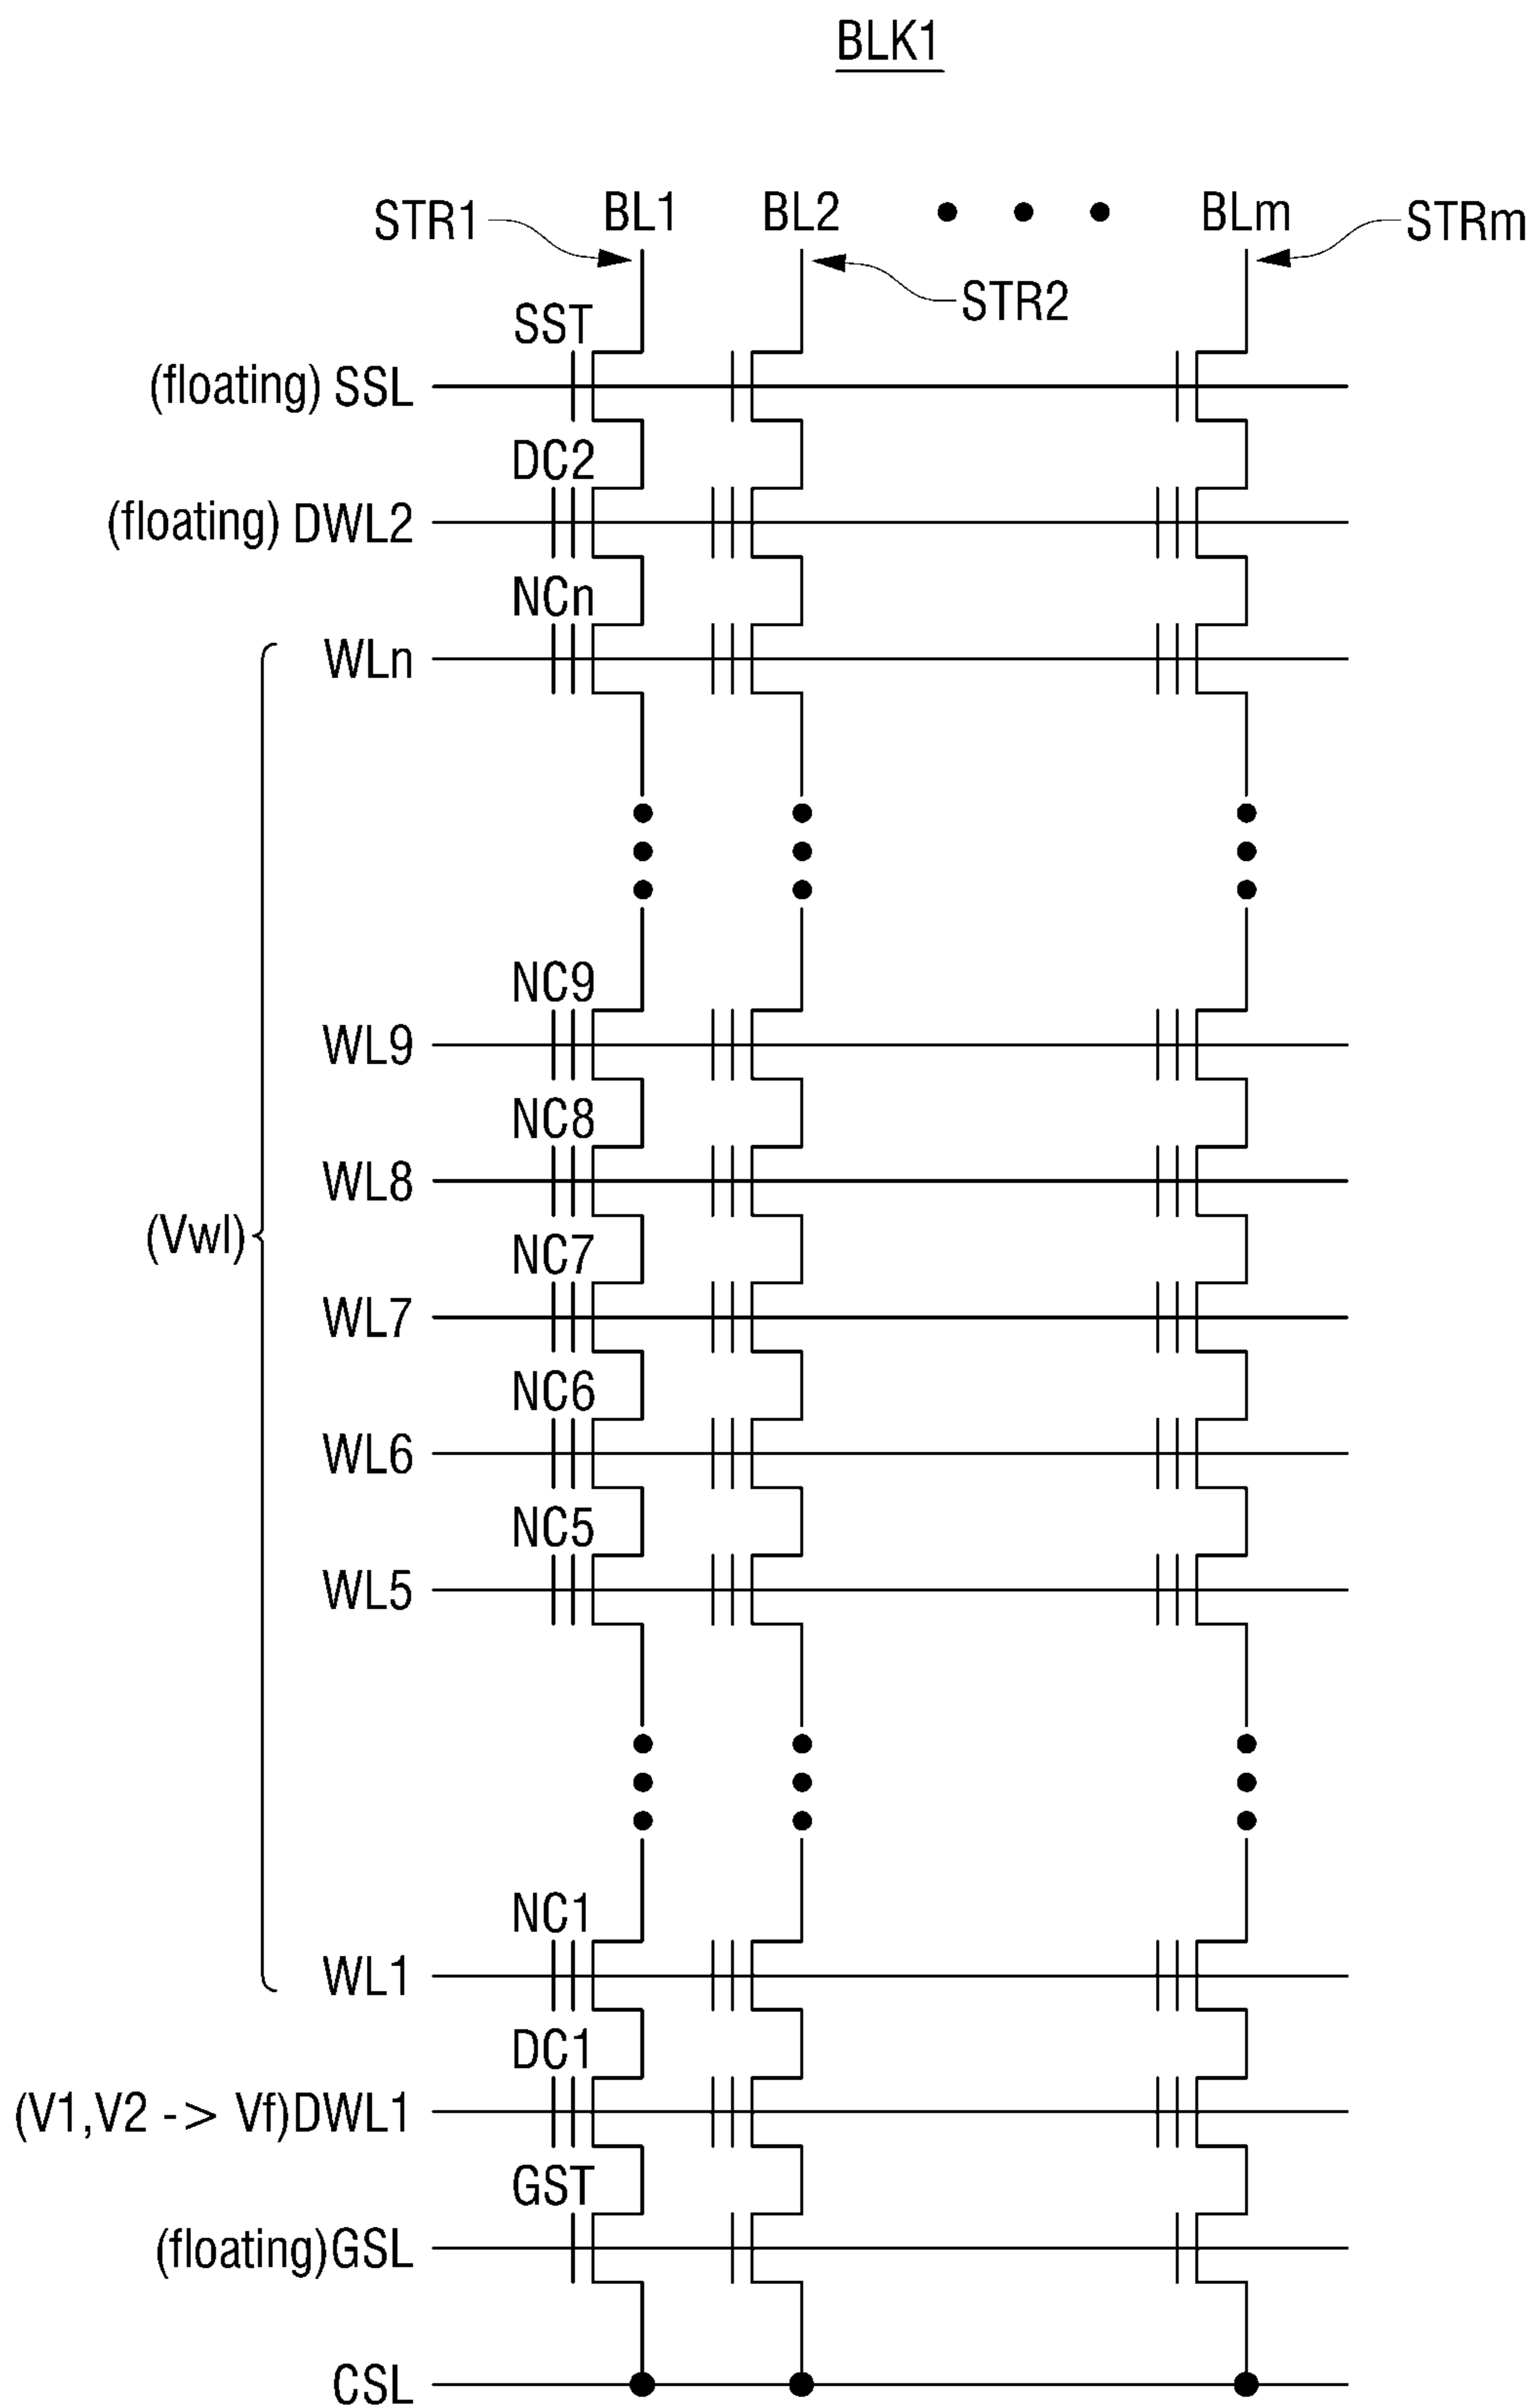 BLK1
STR1 BL1 BL2 BLm STRm
STR2
SST
(floating) SSL
DC2
(floating) DWL2
NCn
WLn
NC9
WL9
NC8
WL8
(Vwl)
NC7
WL7
NC6
WL6
NC5
WL5
NC1
WL1
DC1
(V1,V2 -> Vf)DWL1
GST
(floating)GSL
CSL